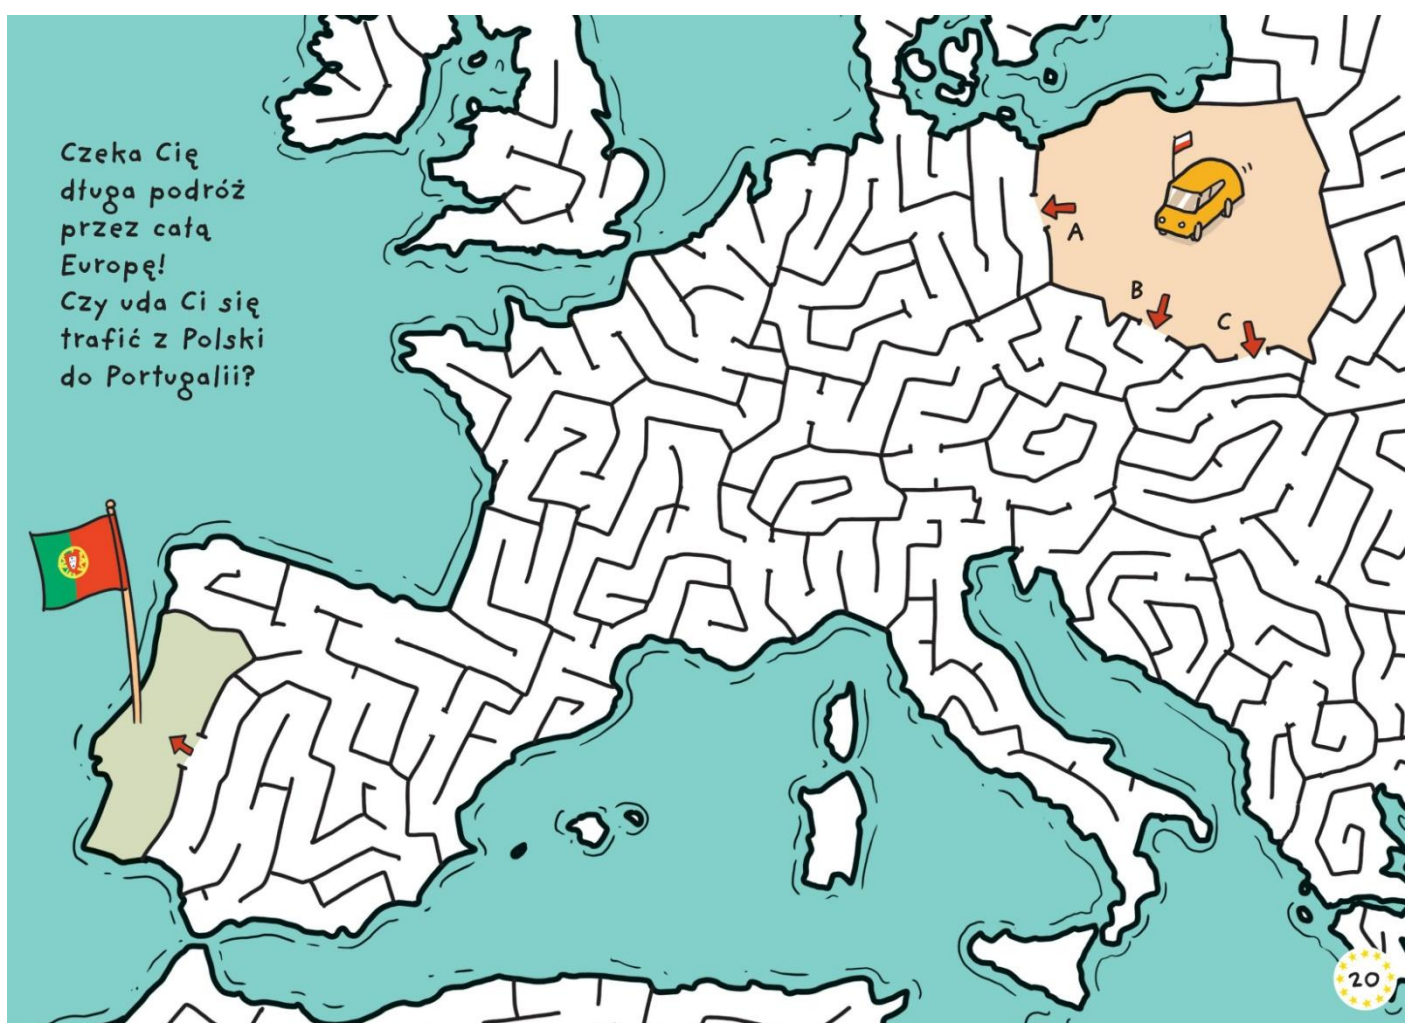 Czeka Cię
długa podróż
przez całą
Europę!
Czy uda Ci się
trafić z Polski
do Portugalii?
A
B
C
20